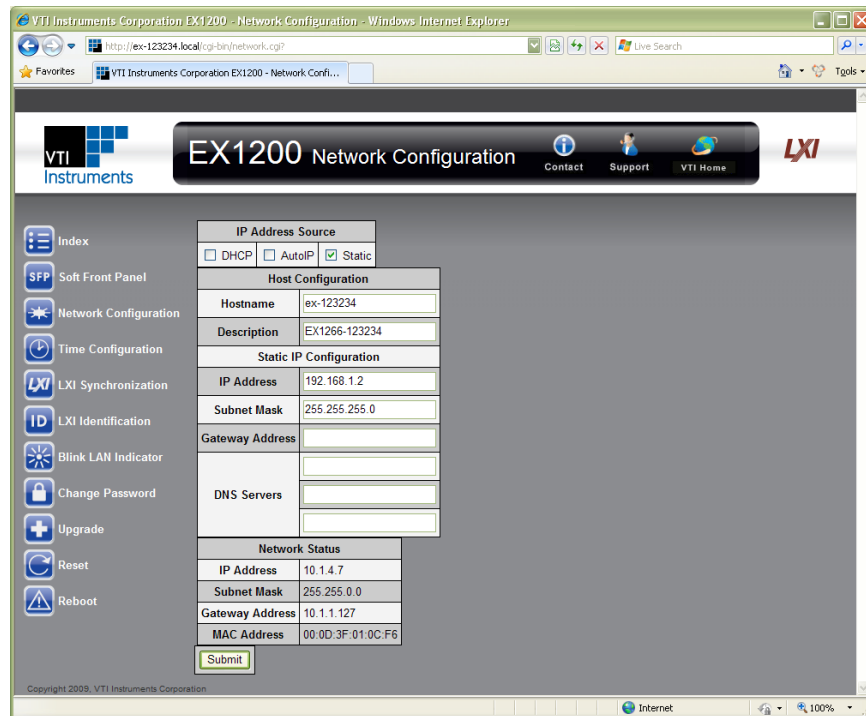 VTI Instruments Corporation EX1200 - Network Configuration - Windows Internet Explorer
http://ex-123234.local/cgi-bin/network.cgi?
Live Search
Favorites
VTI Instruments Corporation EX1200 - Network Confi...
Tools
VTI
Instruments
EX1200 Network Configuration
Contact
Support
VTI Home
LXI
Index
SFP Soft Front Panel
Network Configuration
Time Configuration
LXI LXI Synchronization
ID LXI Identification
Blink LAN Indicator
Change Password
Upgrade
Reset
Reboot
IP Address Source
DHCP AutoIP Static
Host Configuration
Hostname ex-123234
Description EX1266-123234
Static IP Configuration
IP Address 192.168.1.2
Subnet Mask 255.255.255.0
Gateway Address
DNS Servers
Network Status
IP Address 10.1.4.7
Subnet Mask 255.255.0.0
Gateway Address 10.1.1.127
MAC Address 00:0D:3F:01:0C:F6
Submit
Copyright 2009, VTI Instruments Corporation
Internet
100%